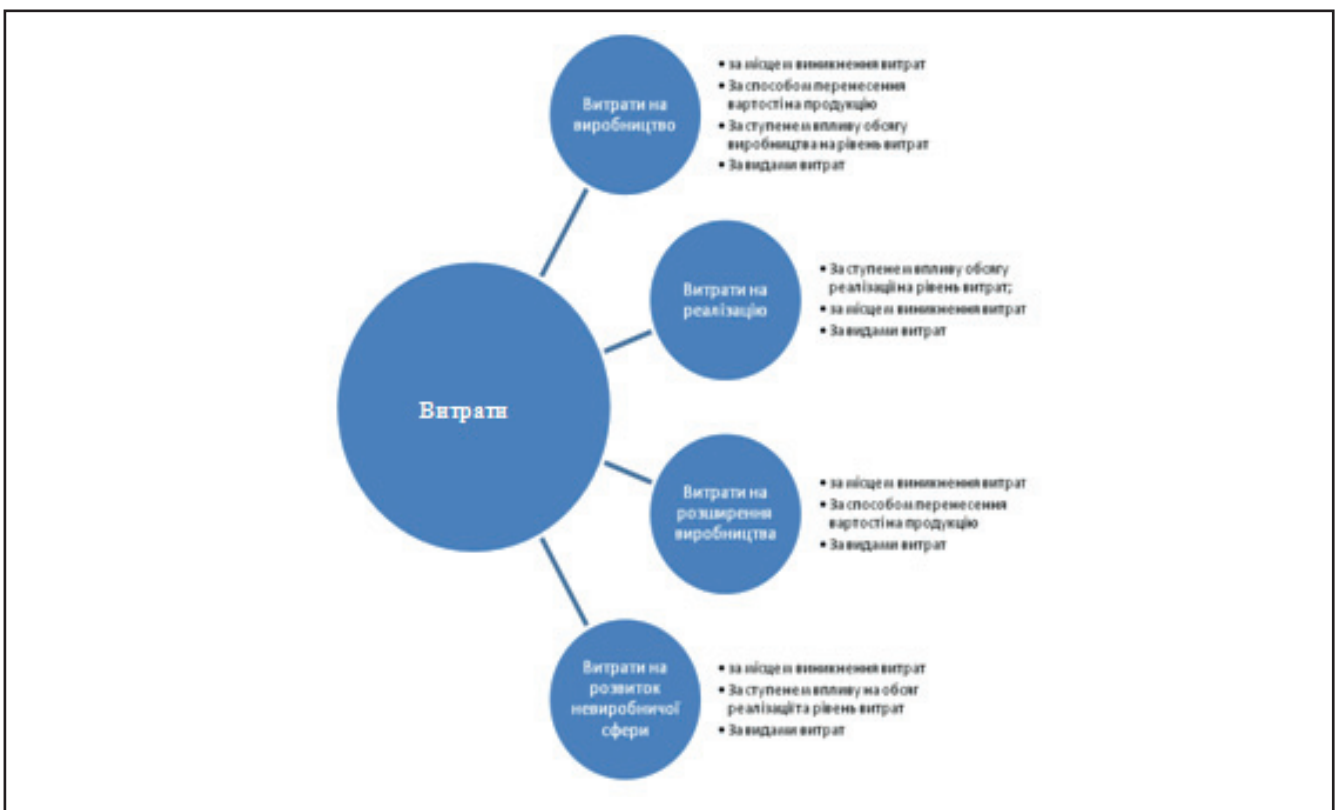 Витрати на
виробництво
• за місцем виникнення витрат
• За способом перенесення
вартості на продукцію
• За ступенем впливу обсягу
виробництва на рівень витрат
• За видами витрат
Витрати на
реалізацію
• За ступенем впливу обсягу
реалізації на рівень витрат;
• за місцем виникнення витрат
• За видами витрат
Витрати
Витрати на
розширення
виробництва
• за місцем виникнення витрат
• За способом перенесення
вартості на продукцію
• За видами витрат
Витрати на
розвиток
невиробничої
сфери
• за місцем виникнення витрат
• За ступенем впливу на обсяг
реалізації та рівень витрат
• За видами витрат